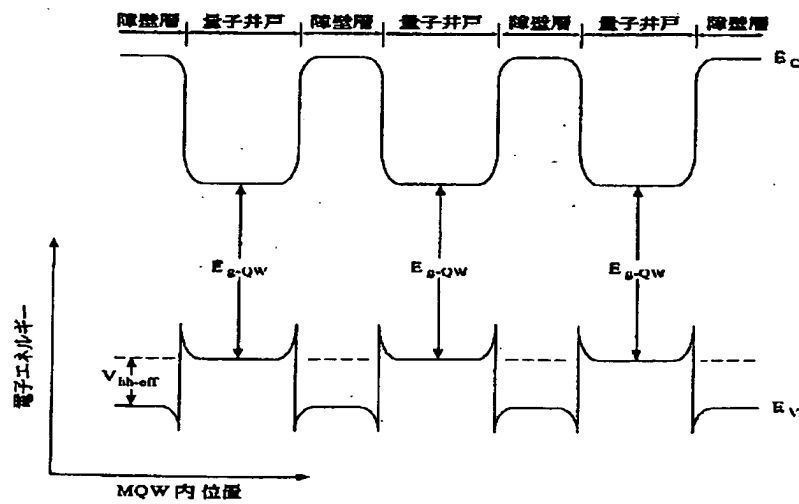 障壁層 量子井戸 障壁層 量子井戸 障壁層 量子井戸 障壁層
E_C
E_g-QW E_g-QW E_g-QW
電子エネルギー
V_hh-off
E_V
MQW 内 位置